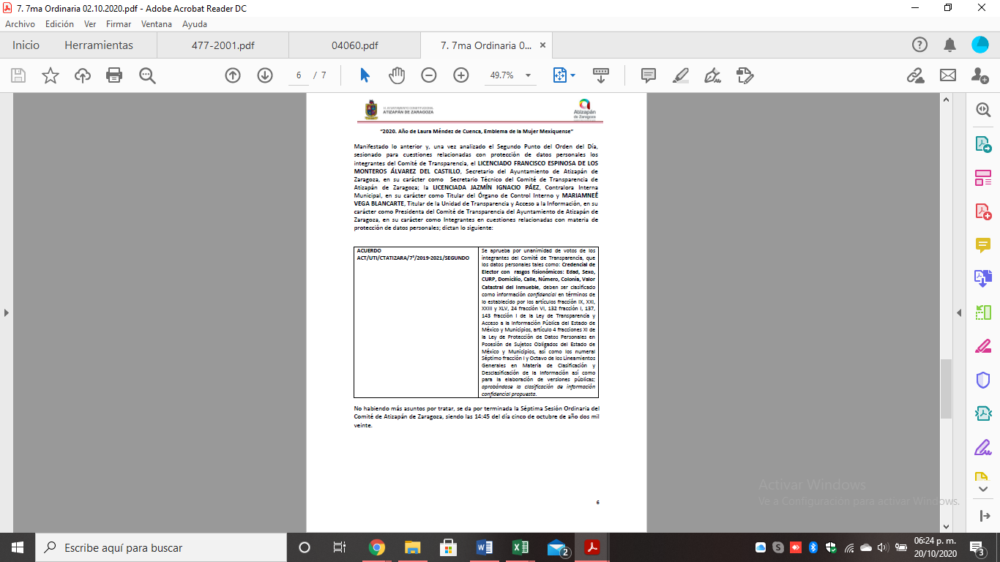 7. 7ma Ordinaria 02.10.2020.pdf - Adobe Acrobat Reader DC
Archivo Edición Ver Firmar Ventana Ayuda
Inicio Herramientas 477-2001.pdf 04060.pdf 7. 7ma Ordinaria 0... ×
6 / 7 49.7%
H. AYUNTAMIENTO CONSTITUCIONAL
ATIZAPÁN DE ZARAGOZA
Atizapán
de Zaragoza
“2020. Año de Laura Méndez de Cuenca, Emblema de la Mujer Mexiquense”
Manifestado lo anterior y, una vez analizado el Segundo Punto del Orden del Día,
sesionado para cuestiones relacionadas con protección de datos personales los
integrantes del Comité de Transparencia, el LICENCIADO FRANCISCO ESPINOSA DE LOS
MONTEROS ÁLVAREZ DEL CASTILLO, Secretario del Ayuntamiento de Atizapán de
Zaragoza, en su carácter como Secretario Técnico del Comité de Transparencia de
Atizapán de Zaragoza; la LICENCIADA JAZMÍN IGNACIO PÁEZ, Contralora Interna
Municipal, en su carácter como Titular del Órgano de Control Interno y MARIAMNEÉ
VEGA BLANCARTE, Titular de la Unidad de Transparencia y Acceso a la Información, en su
carácter como Presidenta del Comité de Transparencia del Ayuntamiento de Atizapán de
Zaragoza, en su carácter como Integrantes en cuestiones relacionadas con materia de
protección de datos personales; dictan lo siguiente:
ACUERDO
ACT/UTI/CTATIZARA/7ª/2019-2021/SEGUNDO
Se aprueba por unanimidad de votos de los
integrantes del Comité de Transparencia, que
los datos personales tales como: Credencial de
Elector con rasgos fisionómicos: Edad, Sexo,
CURP, Domicilio, Calle, Número, Colonia, Valor
Catastral del Inmueble, deben ser clasificado
como información confidencial en términos de
lo establecido por los artículos fracción IX, XXI,
XXIII y XLV, 24 fracción VI, 132 fracción I, 137,
143 fracción I de la Ley de Transparencia y
Acceso a la Información Pública del Estado de
México y Municipios, artículo 4 fracciones XI de
la Ley de Protección de Datos Personales en
Posesión de Sujetos Obligados del Estado de
México y Municipios, así como los numeral
Séptimo fracción I y Octavo de los Lineamientos
Generales en Materia de Clasificación y
Desclasificación de la Información así como
para la elaboración de versiones públicas;
aprobándose la clasificación de información
confidencial propuesta.
No habiendo más asuntos por tratar, se da por terminada la Séptima Sesión Ordinaria del
Comité de Atizapán de Zaragoza, siendo las 14:45 del día cinco de octubre de año dos mil
veinte.
6
Activar Windows
Ve a Configuración para activar Windows.
Escribe aquí para buscar
2
06:24 p. m.
20/10/2020
3